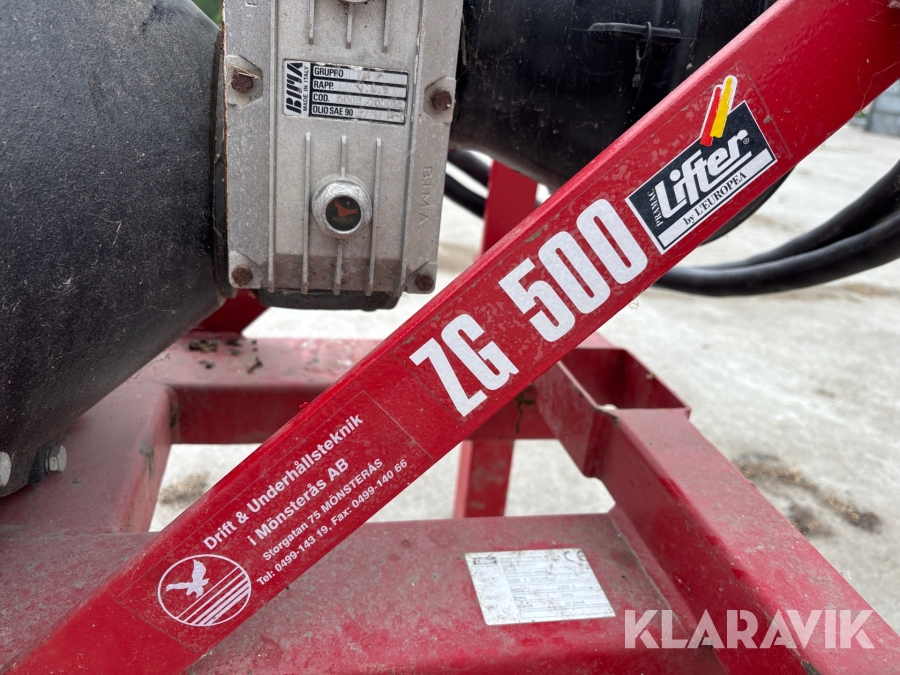 BIMA
MADE IN ITALY
GRUPPO
RAPP.
COD.
OLIO SAE 90
BIMA
PRAMAC
Lifter®
by L'EUROPEA
ZG 500
Drift & Underhållsteknik
i Mönsterås AB
Storgatan 75 MÖNSTERÅS
Tel: 0499-143 19, Fax: 0499-140 66
CE
KLARAVIK